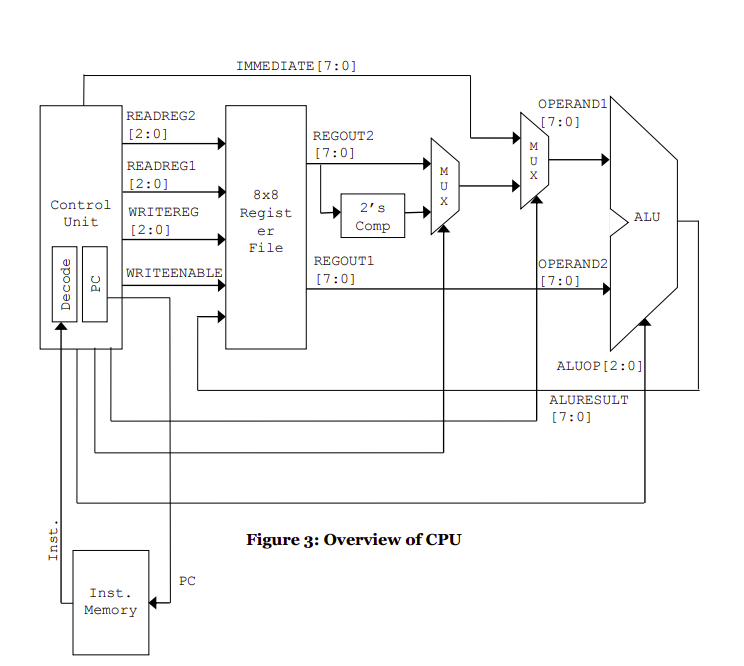 IMMEDIATE[7:0]
READREG2
[2:0]
READREG1
[2:0]
WRITEREG
[2:0]
WRITEENABLE
Control
Unit
Decode
PC
8x8
Regist
er
File
REGOUT2
[7:0]
2's
Comp
REGOUT1
[7:0]
MUX
MUX
OPERAND1
[7:0]
OPERAND2
[7:0]
ALU
ALUOP[2:0]
ALURESULT
[7:0]
Inst.
PC
Inst.
Memory
Figure 3: Overview of CPU